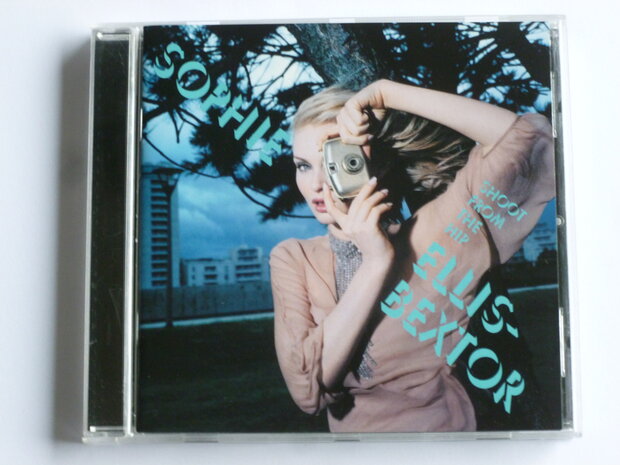 SOPHIE
SHOOT
FROM
THE
HIP
ELLIS-
BEXTOR